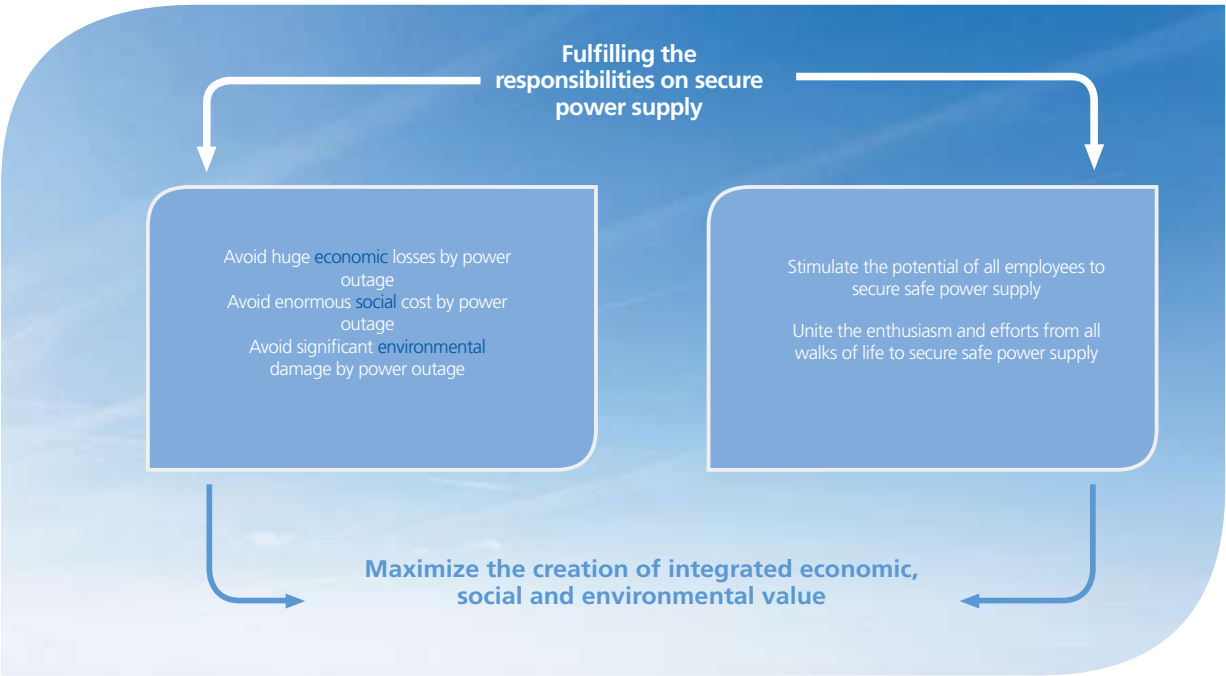 Fulfilling the
responsibilities on secure
power supply
Avoid huge economic losses by power
outage
Avoid enormous social cost by power
outage
Avoid significant environmental
damage by power outage
Stimulate the potential of all employees to
secure safe power supply
Unite the enthusiasm and efforts from all
walks of life to secure safe power supply
Maximize the creation of integrated economic,
social and environmental value